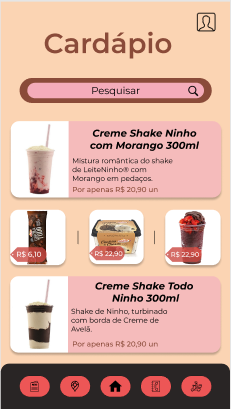 Cardápio
Pesquisar
Creme Shake Ninho
com Morango 300ml
Mistura romântica do shake
de LeiteNinho® com
Morango em pedaços.
Por apenas R$ 20,90 un
R$ 6,10
R$ 22,90
R$ 22,90
Creme Shake Todo
Ninho 300ml
Shake de Ninho, turbinado
com borda de Creme de
Avelã.
Por apenas R$ 20,90 un